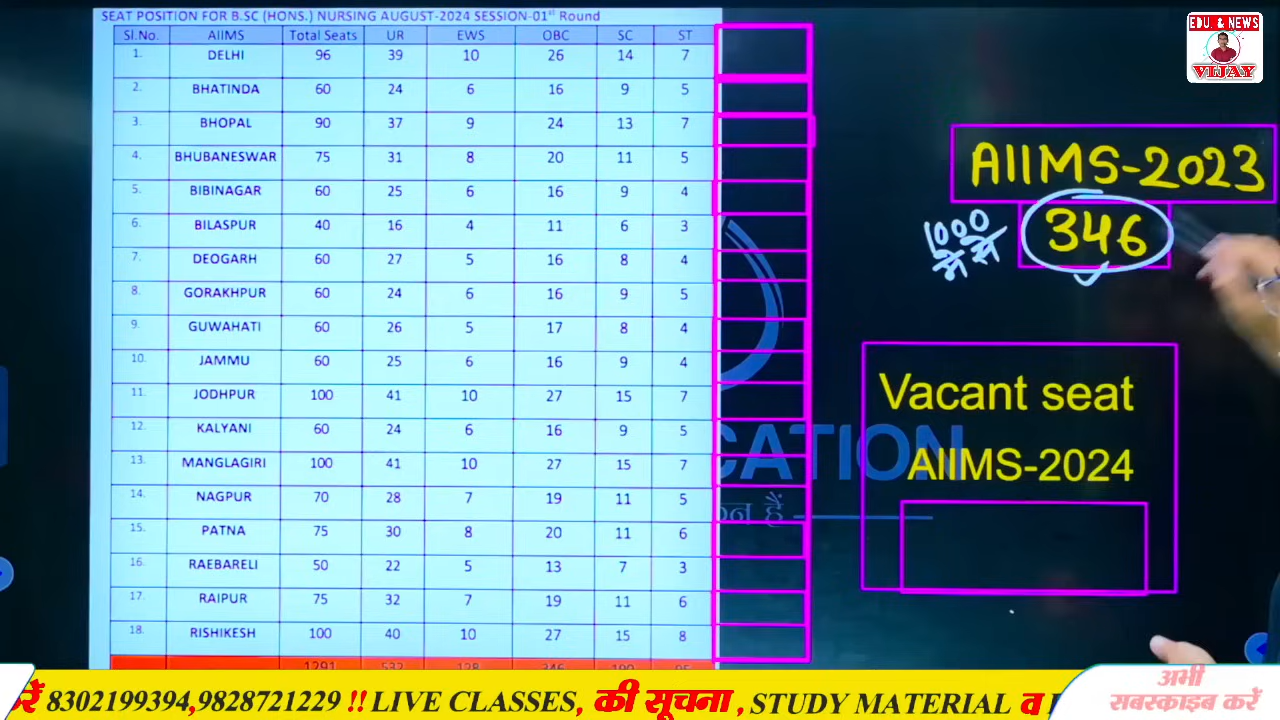 SEAT POSITION FOR B.SC (HONS.) NURSING AUGUST-2024 SESSION-01st Round
Sl.No. AIIMS Total Seats UR EWS OBC SC ST
1. DELHI 96 39 10 26 14 7
2. BHATINDA 60 24 6 16 9 5
3. BHOPAL 90 37 9 24 13 7
4. BHUBANESWAR 75 31 8 20 11 5
5. BIBINAGAR 60 25 6 16 9 4
6. BILASPUR 40 16 4 11 6 3
7. DEOGARH 60 27 5 16 8 4
8. GORAKHPUR 60 24 6 16 9 5
9. GUWAHATI 60 26 5 17 8 4
10. JAMMU 60 25 6 16 9 4
11. JODHPUR 100 41 10 27 15 7
12. KALYANI 60 24 6 16 9 5
13. MANGLAGIRI 100 41 10 27 15 7
14. NAGPUR 70 28 7 19 11 5
15. PATNA 75 30 8 20 11 6
16. RAEBARELI 50 22 5 13 7 3
17. RAIPUR 75 32 7 19 11 6
18. RISHIKESH 100 40 10 27 15 8
1291 532 128 346
EDU. & NEWS
VIJAY
AIIMS-2023
346
1000
में से
Vacant seat
AIIMS-2024
CATION
रें 8302199394,9828721229 !! LIVE CLASSES, की सूचना , STUDY MATERIAL व
अभी
सबस्क्राइब करें